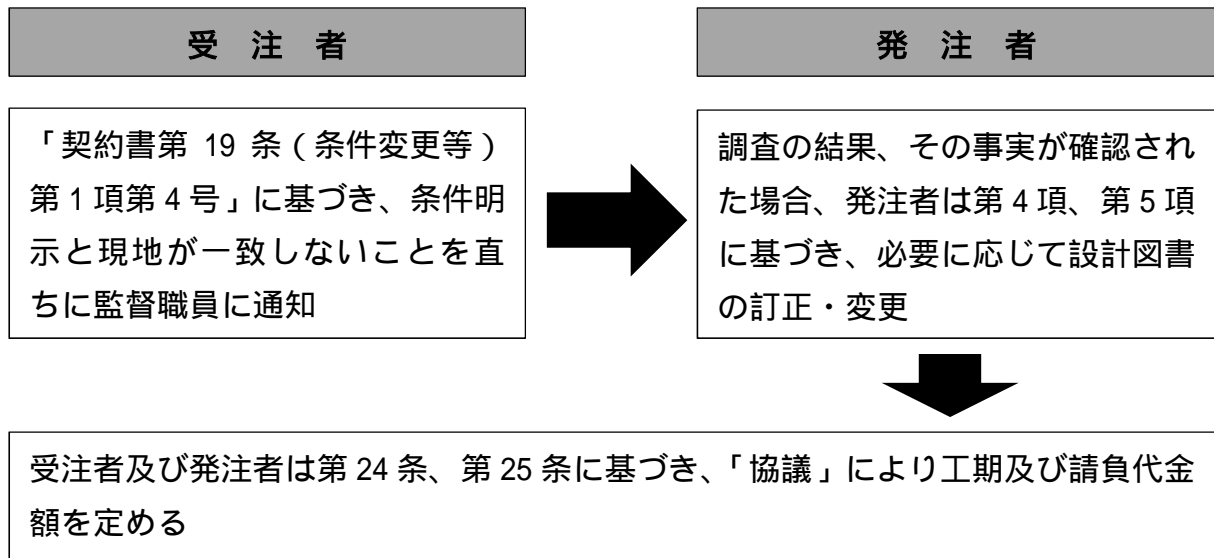 受 注 者
発 注 者
「契約書第 19 条(条件変更等)
第1項第4号」に基づき、条件明
示と現地が一致しないことを直
ちに監督職員に通知
調査の結果、その事実が確認され
た場合、発注者は第4項、第5項
に基づき、必要に応じて設計図書
の訂正・変更
受注者及び発注者は第 24 条、第 25 条に基づき、「協議」により工期及び請負代金
額を定める